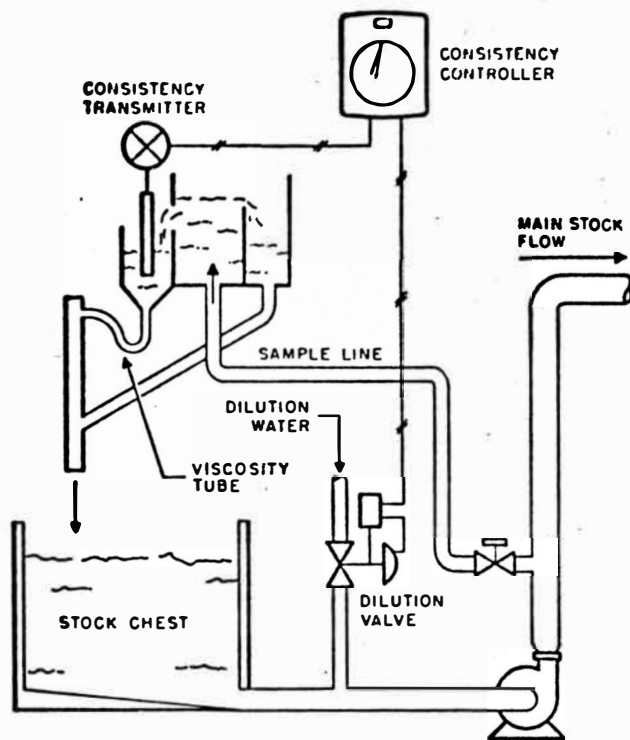 CONSISTENCY
CONTROLLER
CONSISTENCY
TRANSMITTER
MAIN STOCK
FLOW
SAMPLE LINE
DILUTION
WATER
VISCOSITY
TUBE
STOCK CHEST
DILUTION
VALVE